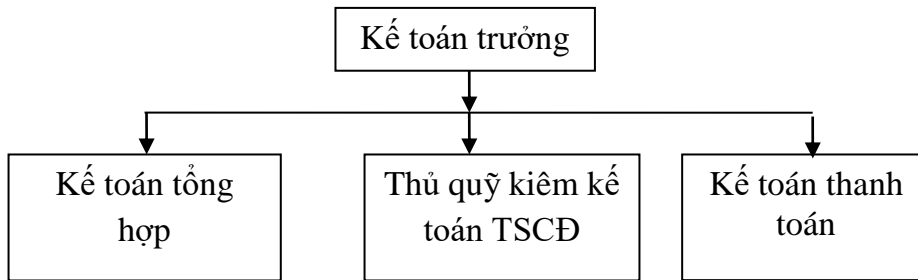 Kế toán trưởng
Kế toán tổng
hợp
Thủ quỹ kiêm kế
toán TSCĐ
Kế toán thanh
toán